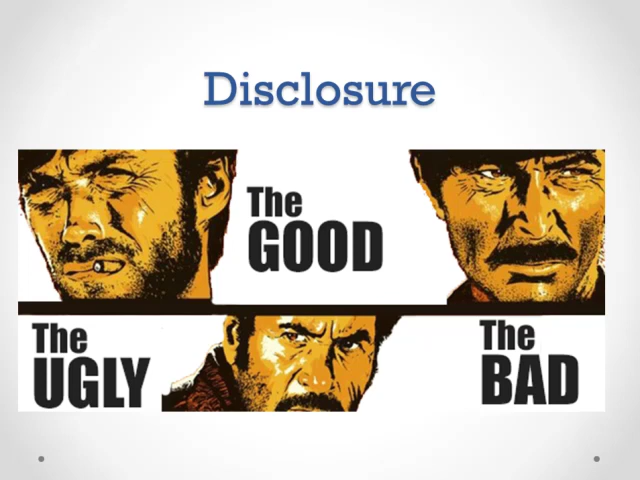 Disclosure
The
GOOD
The
UGLY
The
BAD